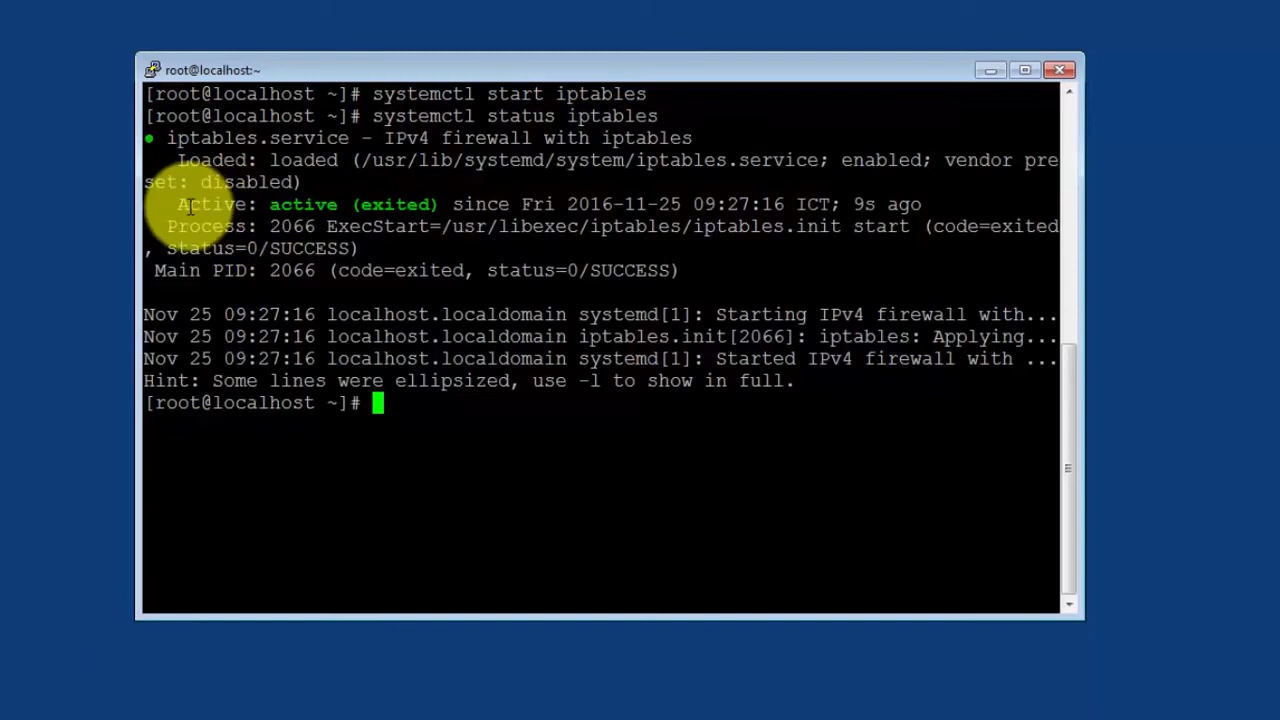 root@localhost:~
[root@localhost ~]# systemctl start iptables
[root@localhost ~]# systemctl status iptables
● iptables.service - IPv4 firewall with iptables
   Loaded: loaded (/usr/lib/systemd/system/iptables.service; enabled; vendor pre
set: disabled)
   Active: active (exited) since Fri 2016-11-25 09:27:16 ICT; 9s ago
  Process: 2066 ExecStart=/usr/libexec/iptables/iptables.init start (code=exited
, status=0/SUCCESS)
 Main PID: 2066 (code=exited, status=0/SUCCESS)
Nov 25 09:27:16 localhost.localdomain systemd[1]: Starting IPv4 firewall with...
Nov 25 09:27:16 localhost.localdomain iptables.init[2066]: iptables: Applying...
Nov 25 09:27:16 localhost.localdomain systemd[1]: Started IPv4 firewall with ...
Hint: Some lines were ellipsized, use -l to show in full.
[root@localhost ~]#